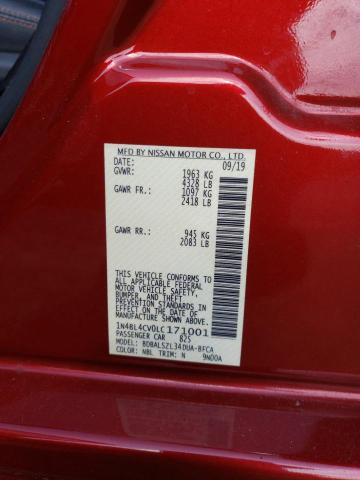 MFD BY NISSAN MOTOR CO., LTD.
DATE: 09/19
GVWR: 1963 KG
4328 LB
GAWR FR.: 1097 KG
2418 LB
GAWR RR.: 945 KG
2083 LB
THIS VEHICLE CONFORMS TO
ALL APPLICABLE FEDERAL
MOTOR VEHICLE SAFETY,
BUMPER, AND THEFT
PREVENTION STANDARDS IN
EFFECT ON THE DATE OF
MANUFACTURE SHOWN ABOVE.
1N4BL4CV0LC171001
PASSENGER CAR 825
MODEL: BDBALSZL34DUA-BFCA
COLOR: NBL TRIM: N 9N00A